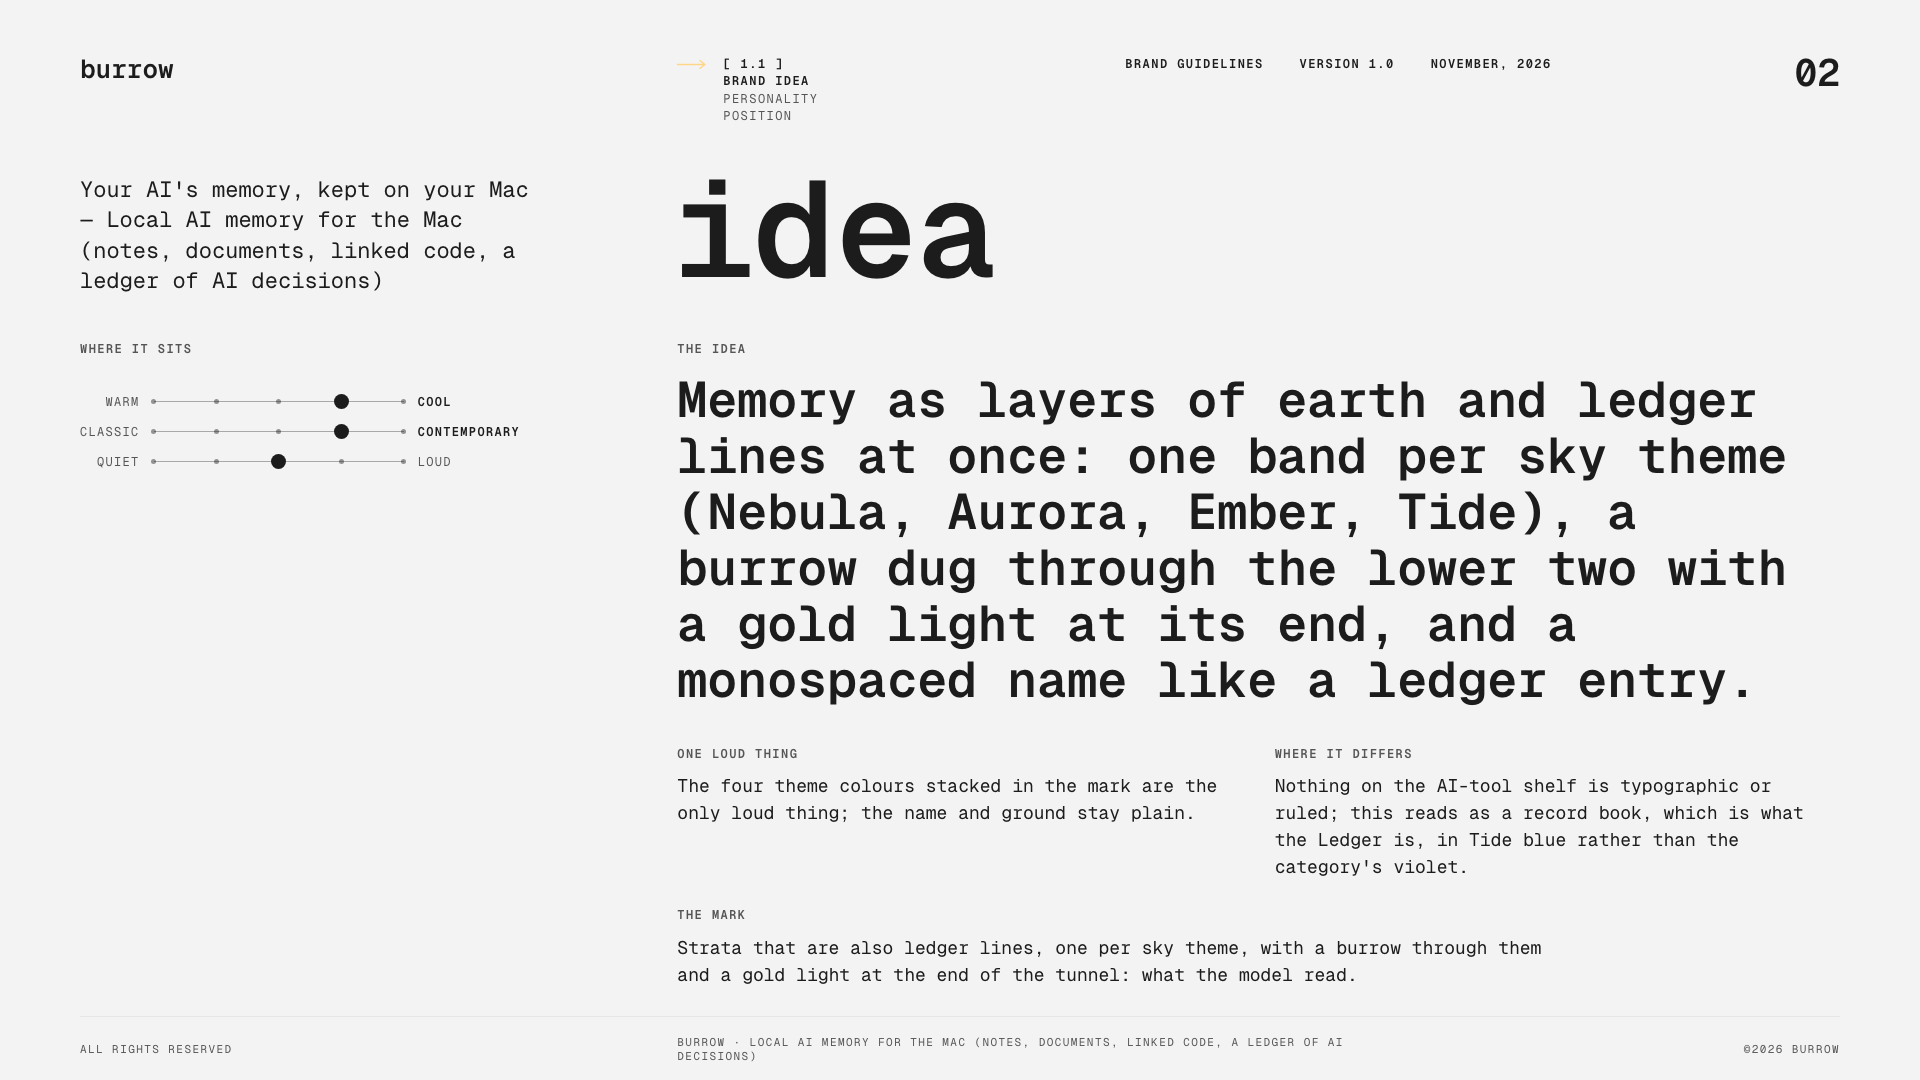 burrow
[ 1.1 ]
BRAND IDEA
PERSONALITY
POSITION
BRAND GUIDELINES
VERSION 1.0
NOVEMBER, 2026
02
Your AI's memory, kept on your Mac
— Local AI memory for the Mac
(notes, documents, linked code, a
ledger of AI decisions)
WHERE IT SITS
WARM COOL
CLASSIC CONTEMPORARY
QUIET LOUD
idea
THE IDEA
Memory as layers of earth and ledger
lines at once: one band per sky theme
(Nebula, Aurora, Ember, Tide), a
burrow dug through the lower two with
a gold light at its end, and a
monospaced name like a ledger entry.
ONE LOUD THING
The four theme colours stacked in the mark are the
only loud thing; the name and ground stay plain.
WHERE IT DIFFERS
Nothing on the AI-tool shelf is typographic or
ruled; this reads as a record book, which is what
the Ledger is, in Tide blue rather than the
category's violet.
THE MARK
Strata that are also ledger lines, one per sky theme, with a burrow through them
and a gold light at the end of the tunnel: what the model read.
ALL RIGHTS RESERVED
BURROW · LOCAL AI MEMORY FOR THE MAC (NOTES, DOCUMENTS, LINKED CODE, A LEDGER OF AI
DECISIONS)
©2026 BURROW